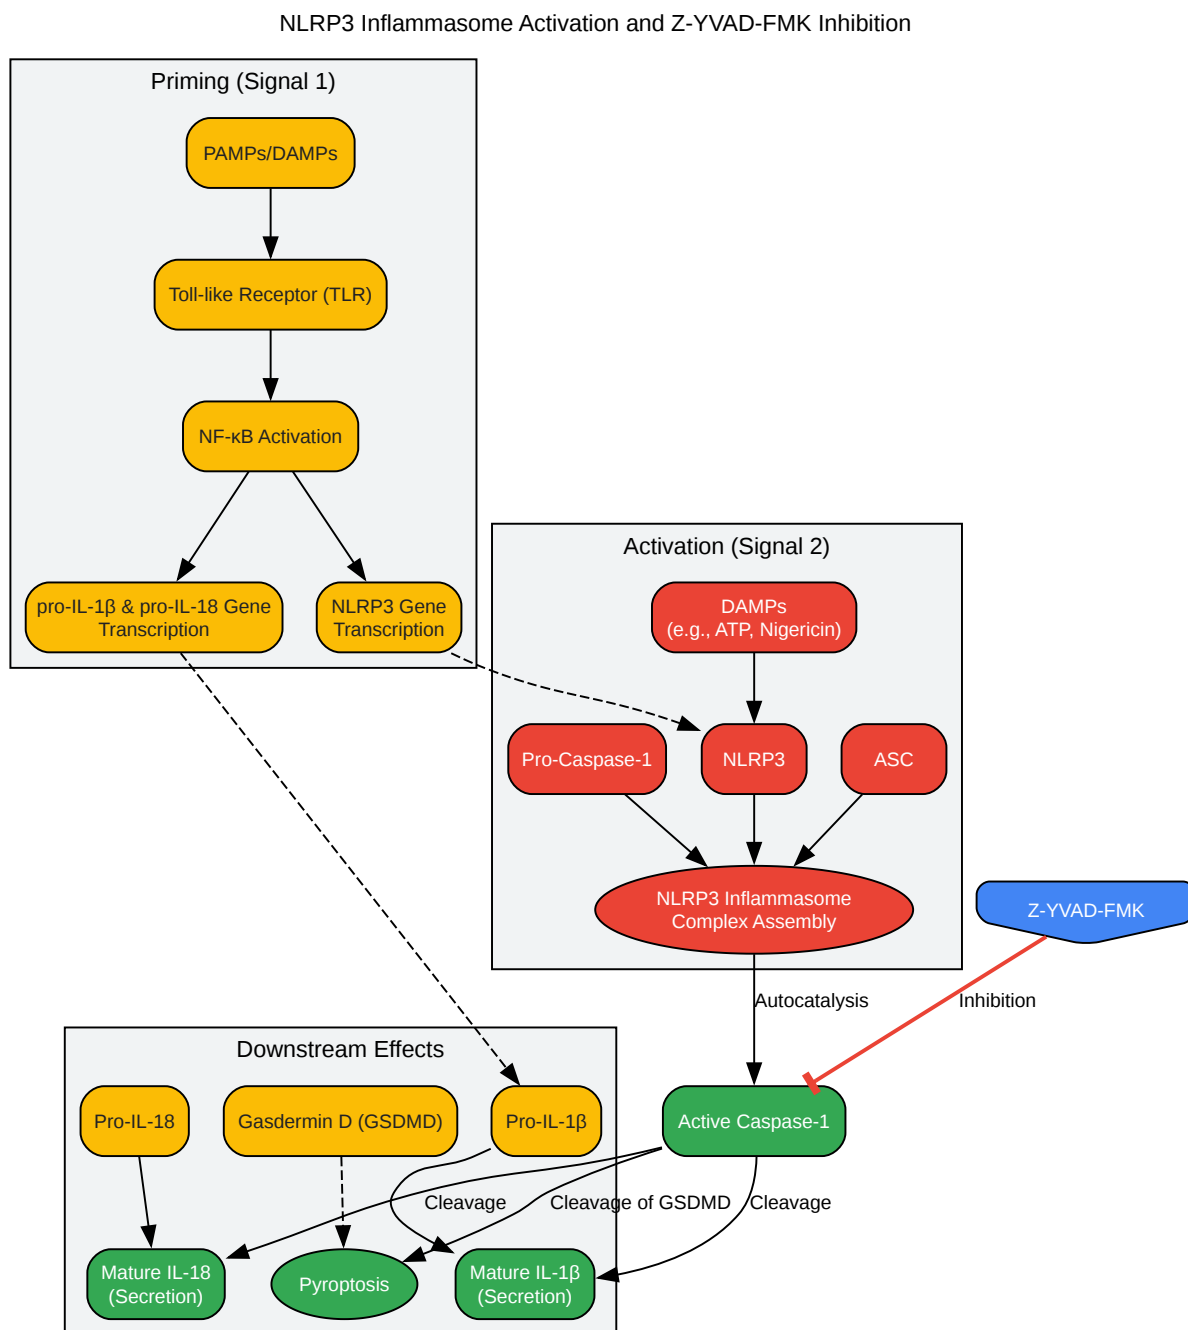 NLRP3 Inflammasome Activation and Z-YVAD-FMK Inhibition
Priming (Signal 1)
PAMPs/DAMPs
Toll-like Receptor (TLR)
NF-κB Activation
pro-IL-1β & pro-IL-18 Gene
Transcription
NLRP3 Gene
Transcription
Activation (Signal 2)
DAMPs
(e.g., ATP, Nigericin)
Pro-Caspase-1
NLRP3
ASC
NLRP3 Inflammasome
Complex Assembly
Z-YVAD-FMK
Autocatalysis
Inhibition
Downstream Effects
Pro-IL-18
Gasdermin D (GSDMD)
Pro-IL-1β
Active Caspase-1
Cleavage
Cleavage of GSDMD
Cleavage
Mature IL-18
(Secretion)
Pyroptosis
Mature IL-1β
(Secretion)